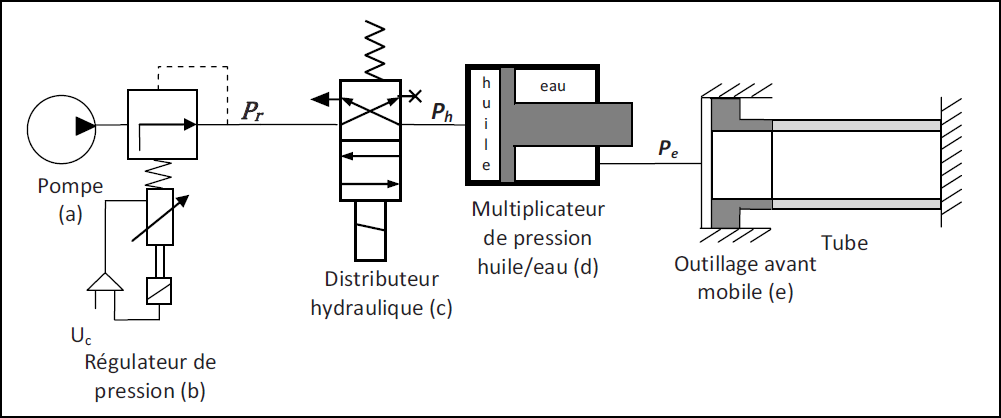 Pompe
(a)
U_c
Régulateur de
pression (b)
P_r
Distributeur
hydraulique (c)
P_h
huile
eau
Multiplicateur
de pression
huile/eau (d)
P_e
Outillage avant
mobile (e)
Tube